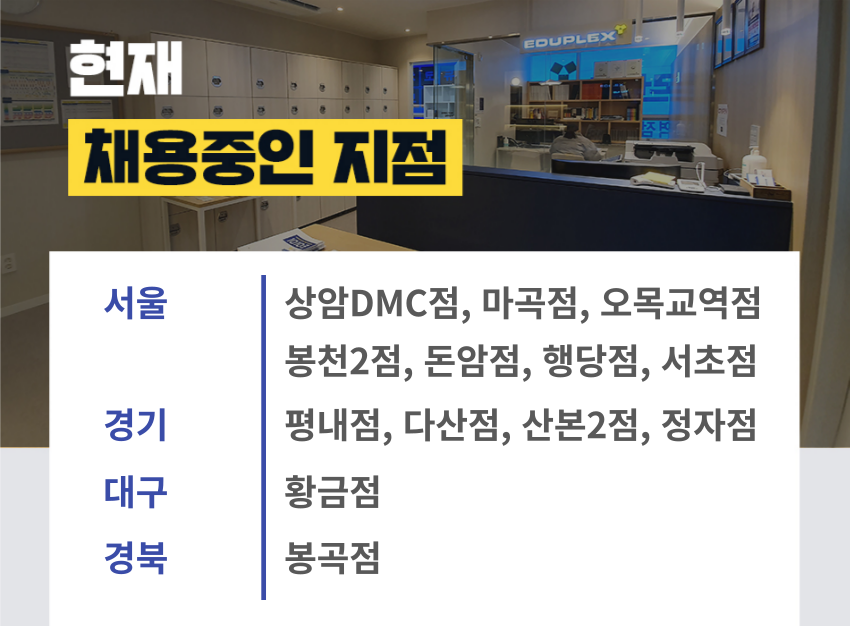 현재
채용중인 지점
EDUPLEX
서울
상암DMC점, 마곡점, 오목교역점
봉천2점, 돈암점, 행당점, 서초점
경기
평내점, 다산점, 산본2점, 정자점
대구
황금점
경북
봉곡점